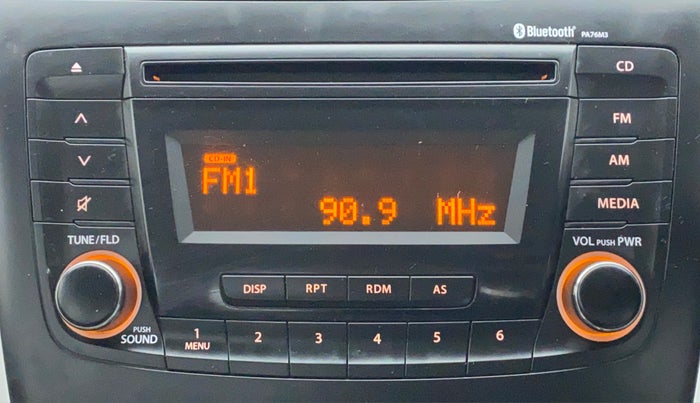 Bluetooth® PA76M3
CD
FM
AM
MEDIA
CD-IN
FM1
90.9 MHz
TUNE/FLD
VOL PUSH PWR
DISP RPT RDM AS
PUSH
SOUND
1 2 3 4 5 6
MENU